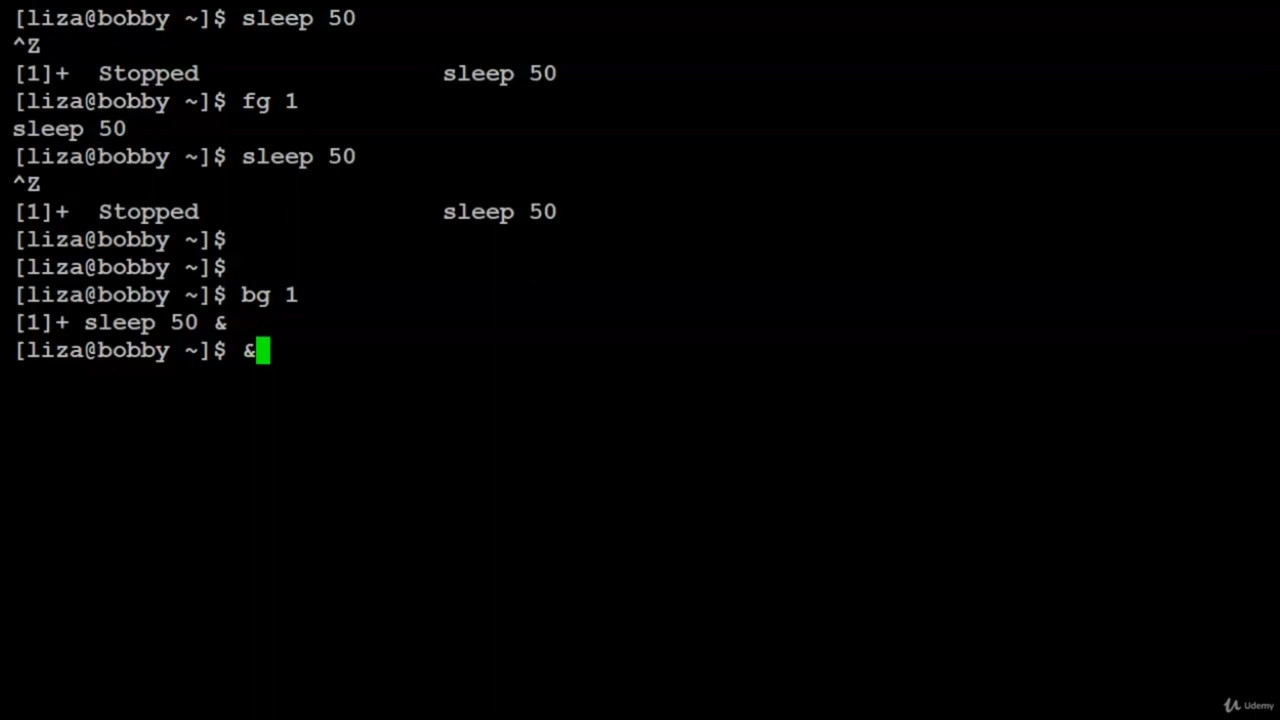 [liza@bobby ~]$ sleep 50
^Z
[1]+  Stopped                 sleep 50
[liza@bobby ~]$ fg 1
sleep 50
[liza@bobby ~]$ sleep 50
^Z
[1]+  Stopped                 sleep 50
[liza@bobby ~]$
[liza@bobby ~]$
[liza@bobby ~]$ bg 1
[1]+ sleep 50 &
[liza@bobby ~]$ &
Udemy